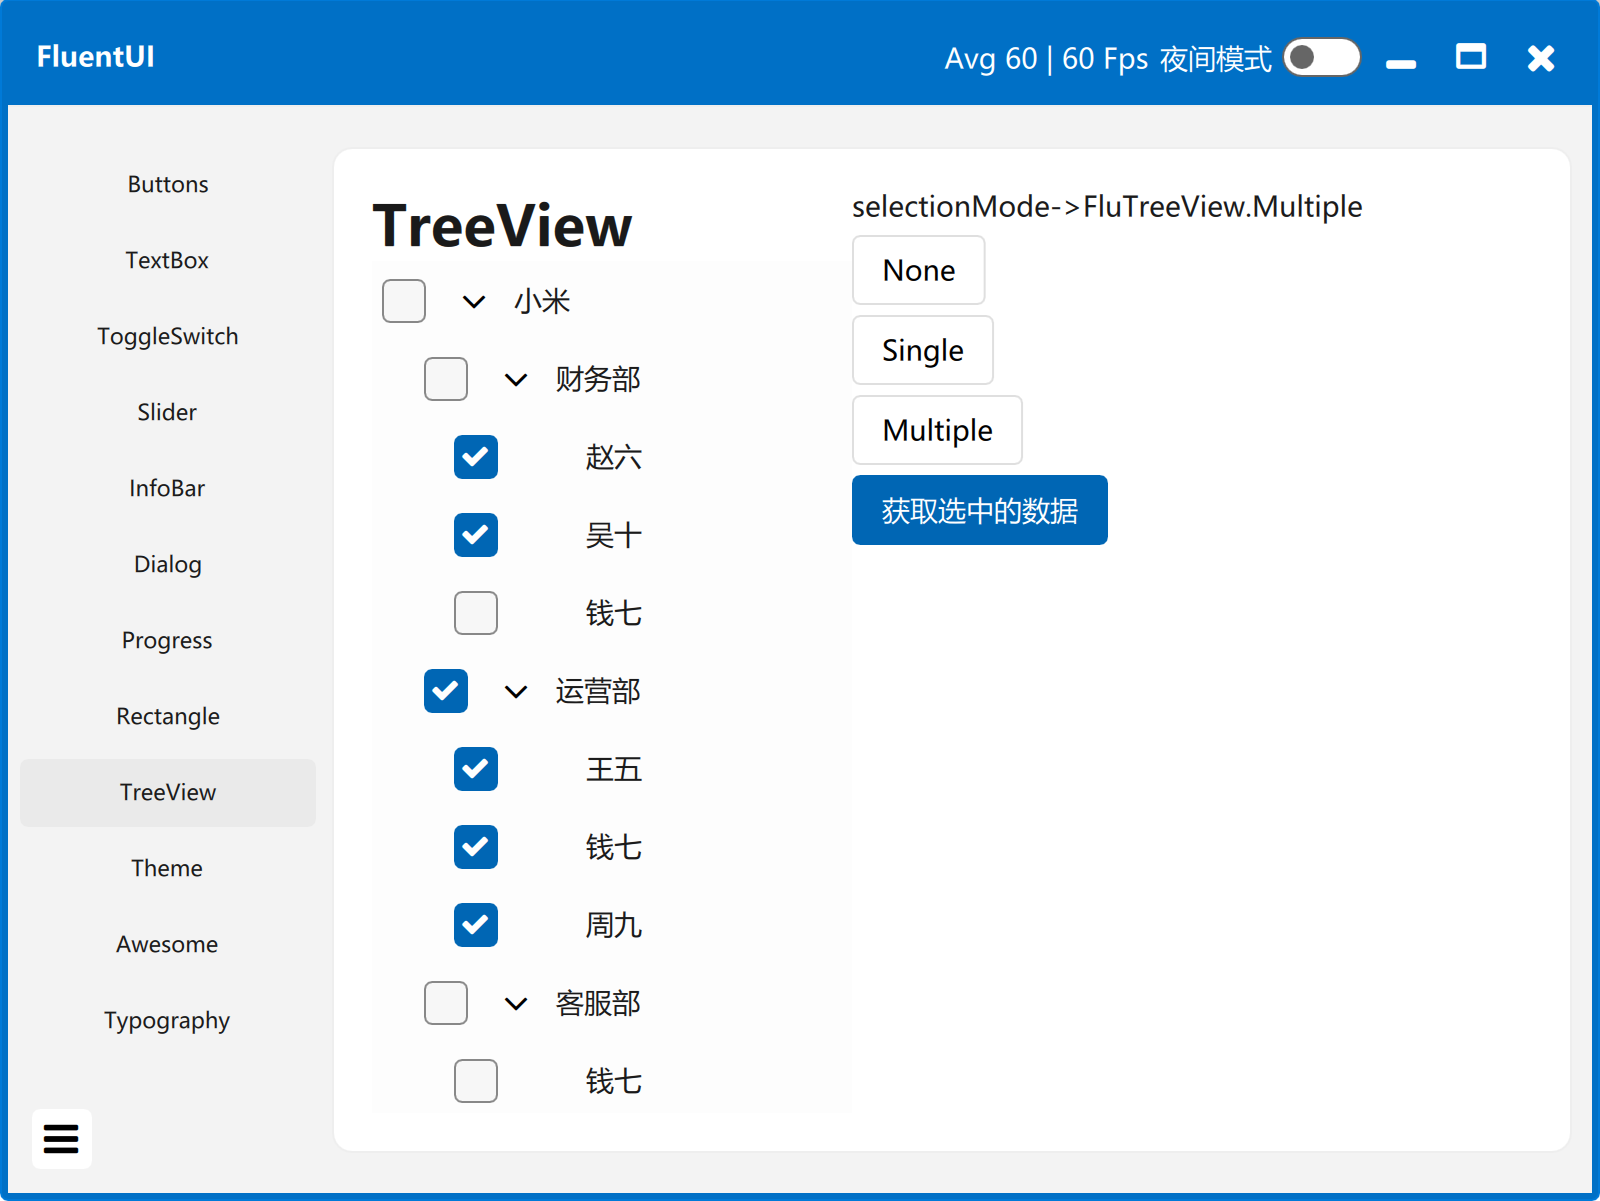 FluentUI
Avg 60 | 60 Fps 夜间模式
Buttons
TextBox
ToggleSwitch
Slider
InfoBar
Dialog
Progress
Rectangle
TreeView
Theme
Awesome
Typography
TreeView
小米
财务部
赵六
吴十
钱七
运营部
王五
钱七
周九
客服部
钱七
selectionMode->FluTreeView.Multiple
None
Single
Multiple
获取选中的数据